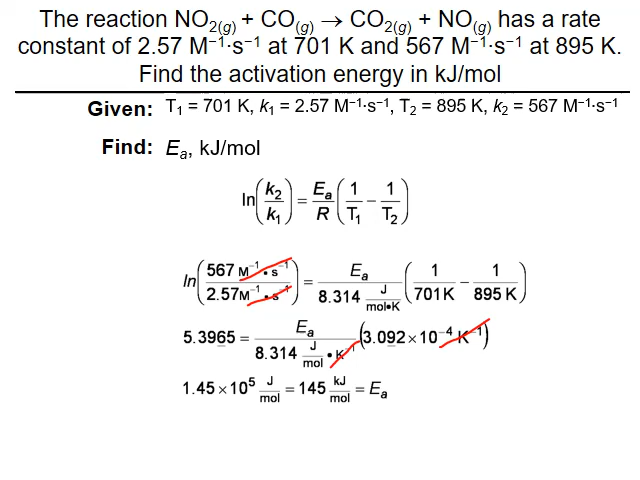 The reaction NO₂(g) + CO(g) → CO₂(g) + NO(g) has a rate
constant of 2.57 M⁻¹·s⁻¹ at 701 K and 567 M⁻¹·s⁻¹ at 895 K.
Find the activation energy in kJ/mol
Given: T₁ = 701 K, k₁ = 2.57 M⁻¹·s⁻¹, T₂ = 895 K, k₂ = 567 M⁻¹·s⁻¹
Find: Eₐ, kJ/mol
ln(k₂/k₁) = Eₐ/R (1/T₁ − 1/T₂)
ln(567 M⁻¹•s⁻¹ / 2.57M⁻¹•s⁻¹) = Eₐ / 8.314 J/mol•K (1/701K − 1/895 K)
5.3965 = Eₐ / 8.314 J/mol • K⁻¹ (3.092 × 10⁻⁴ K⁻¹)
1.45 × 10⁵ J/mol = 145 kJ/mol = Eₐ